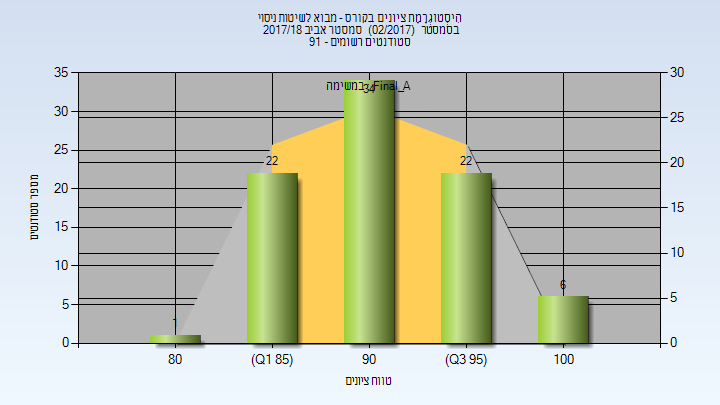 היסטוגרמת ציונים בקורס - מבוא לשיטות ניסוי
בסמסטר (02/2017) סמסטר אביב 2017/18
סטודנטים רשומים - 91
במשימה - Final_A
35
30
25
20
15
10
5
0
30
25
20
15
10
5
0
1
22
34
22
6
80
(Q1 85)
90
(Q3 95)
100
מספר סטודנטים
טווח ציונים